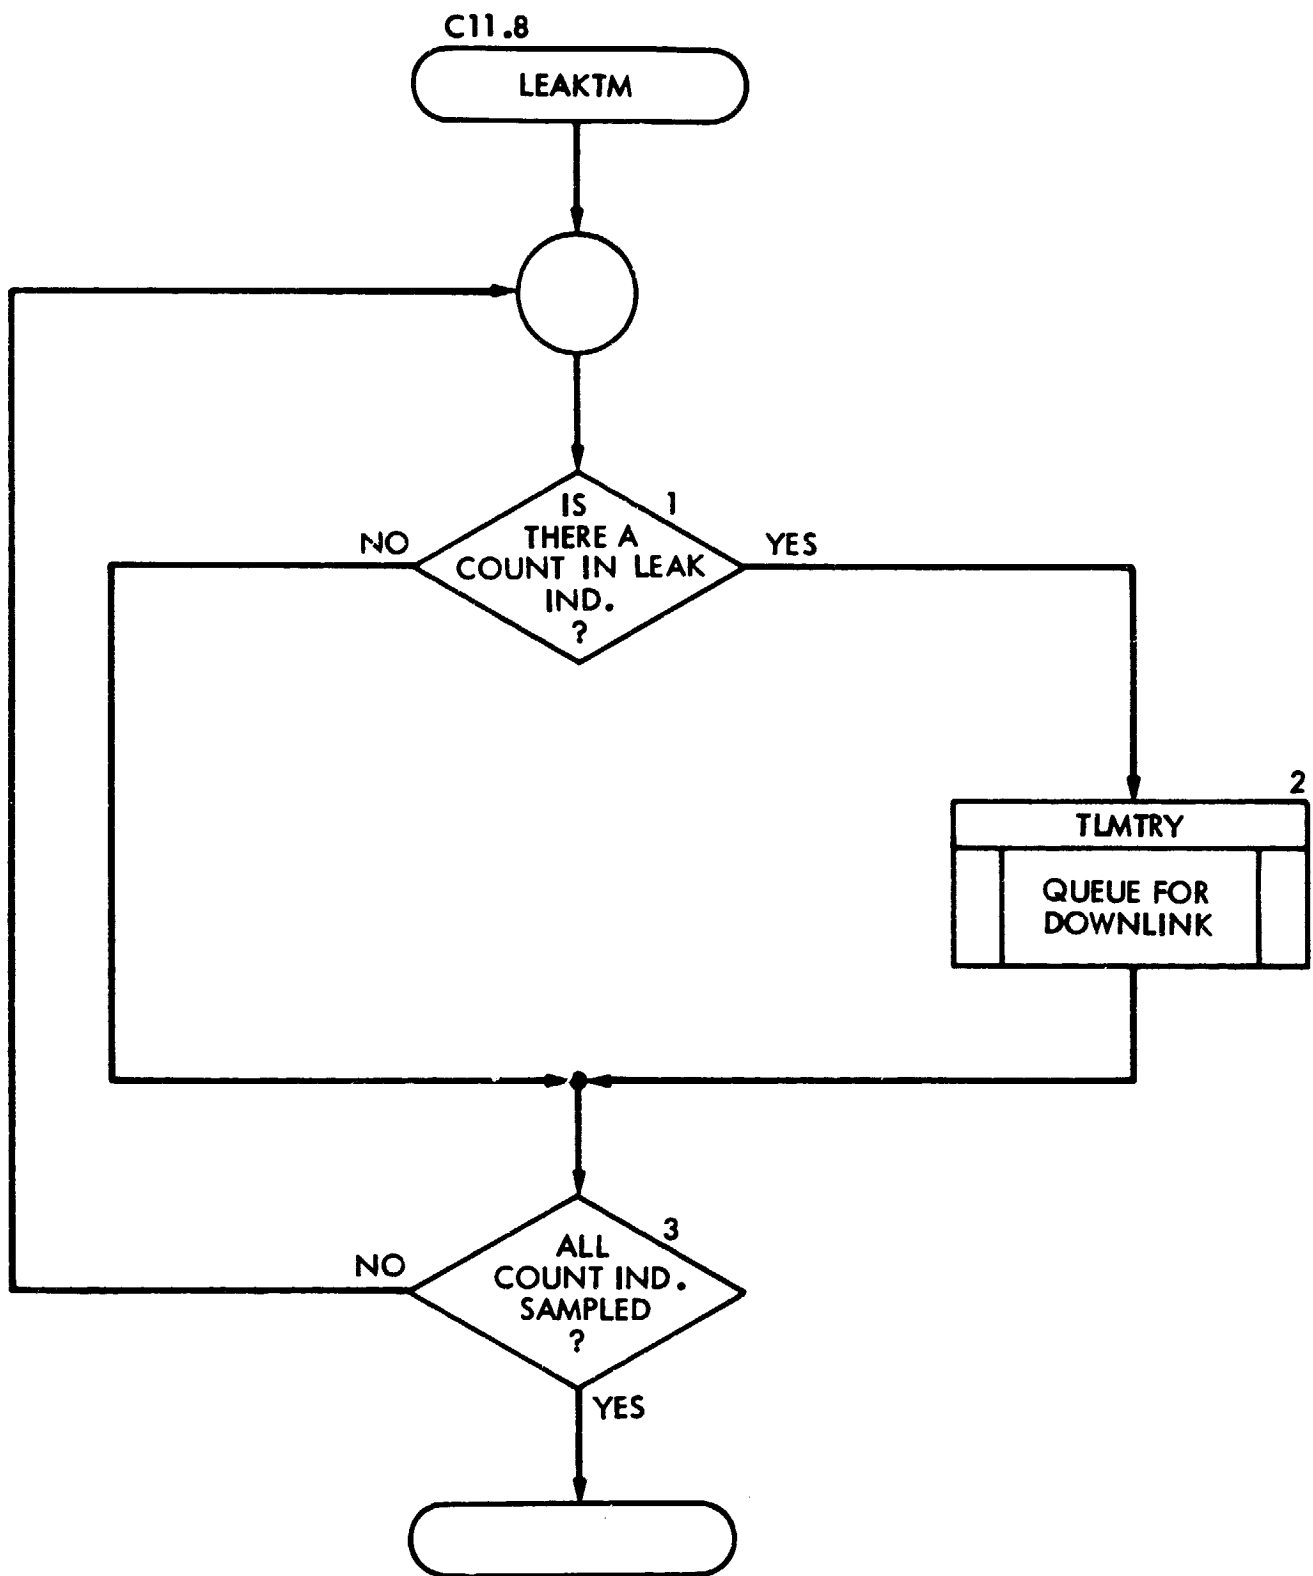 C11.8
LEAKTM
IS
1
THERE A
COUNT IN LEAK
IND.
?
NO
YES
2
TLMTRY
QUEUE FOR
DOWNLINK
3
ALL
COUNT IND.
SAMPLED
?
NO
YES